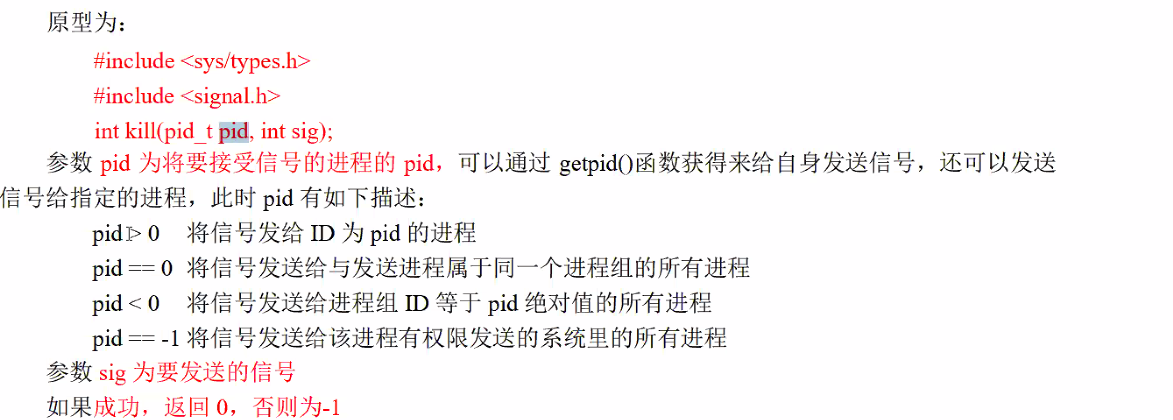 原型为：
#include <sys/types.h>
#include <signal.h>
int kill(pid_t pid, int sig);
参数 pid 为将要接受信号的进程的 pid，可以通过 getpid()函数获得来给自身发送信号，还可以发送
信号给指定的进程，此时 pid 有如下描述：
pid > 0 将信号发给 ID 为 pid 的进程
pid == 0 将信号发送给与发送进程属于同一个进程组的所有进程
pid < 0 将信号发送给进程组 ID 等于 pid 绝对值的所有进程
pid == -1 将信号发送给该进程有权限发送的系统里的所有进程
参数 sig 为要发送的信号
如果成功，返回 0，否则为-1